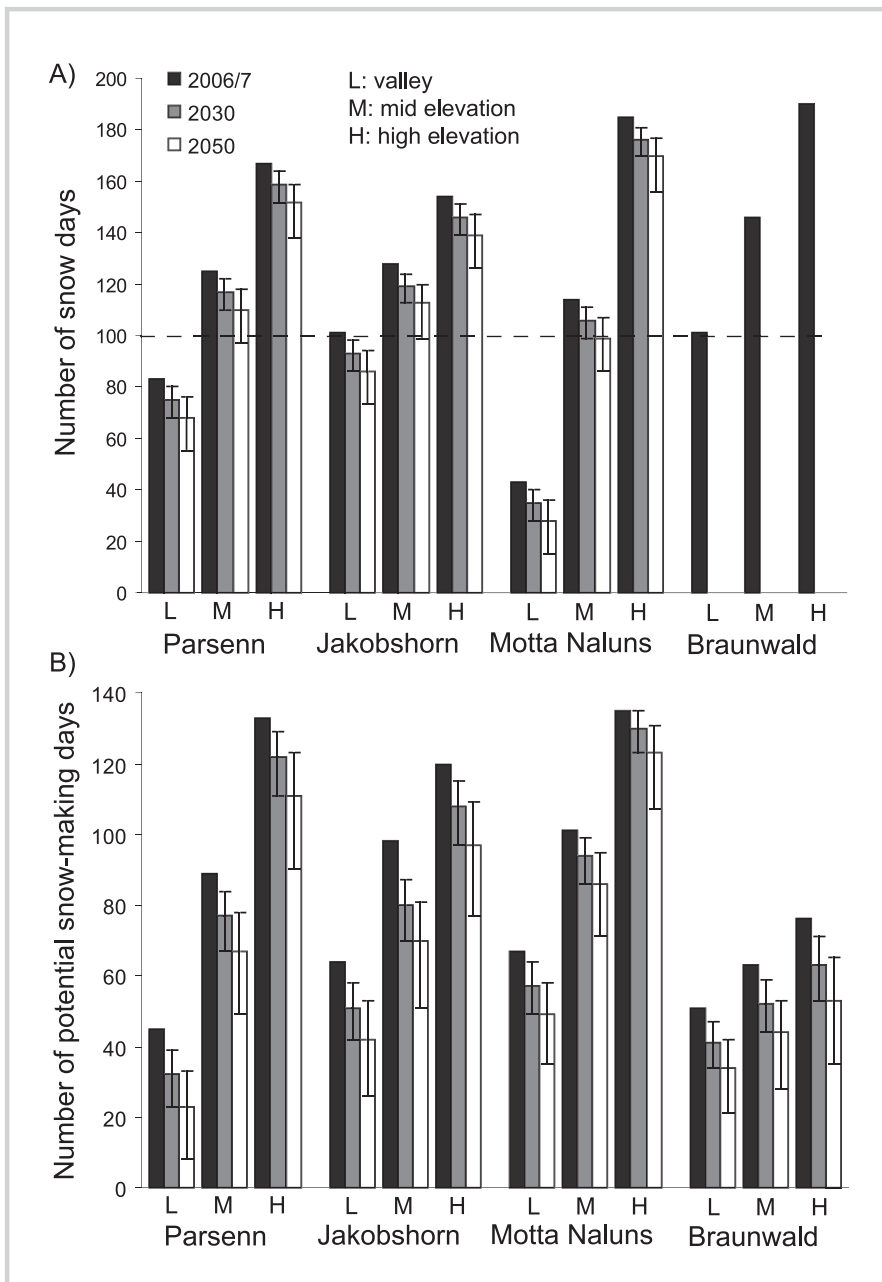 A)
2006/7
2030
2050
L: valley
M: mid elevation
H: high elevation
Number of snow days
200
180
160
140
120
100
80
60
40
20
0
L M H L M H L M H L M H
Parsenn Jakobshorn Motta Naluns Braunwald
B)
Number of potential snow-making days
140
120
100
80
60
40
20
0
L M H L M H L M H L M H
Parsenn Jakobshorn Motta Naluns Braunwald